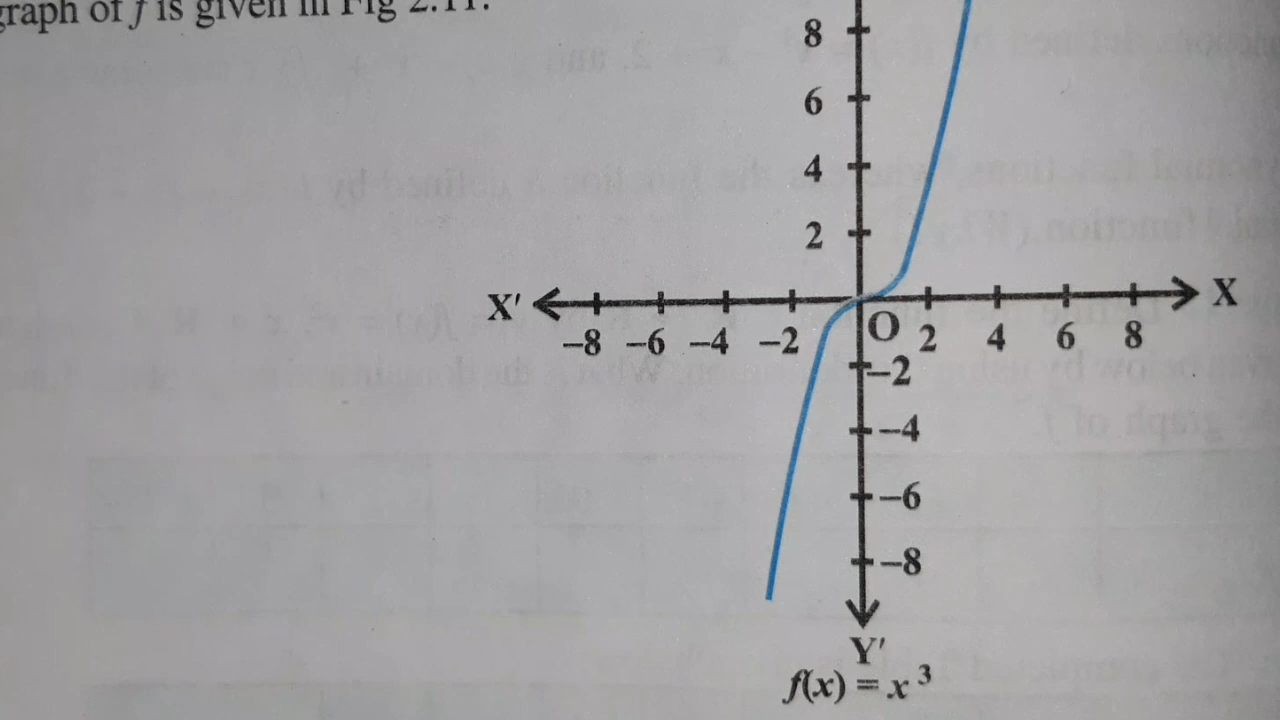 graph of f is given in Fig 2.11.
8
6
4
2
X′ X
O
–8 –6 –4 –2 2 4 6 8
–2
–4
–6
–8
Y′
f(x) = x³